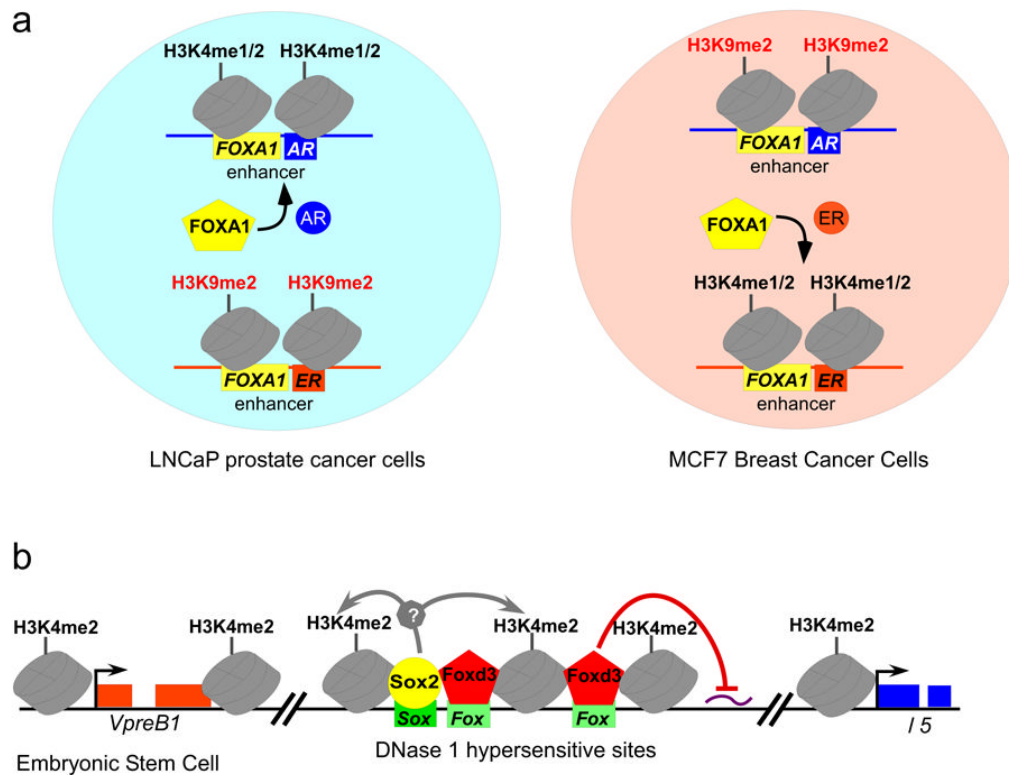 a
H3K4me1/2 H3K4me1/2
FOXA1 AR
enhancer
FOXA1 AR
H3K9me2 H3K9me2
FOXA1 ER
enhancer
LNCaP prostate cancer cells
H3K9me2 H3K9me2
FOXA1 AR
enhancer
FOXA1 ER
H3K4me1/2 H3K4me1/2
FOXA1 ER
enhancer
MCF7 Breast Cancer Cells
b
H3K4me2 H3K4me2 H3K4me2 ? H3K4me2 H3K4me2 H3K4me2
Sox2 Foxd3 Foxd3
Sox Fox Fox
VpreB1 l 5
DNase 1 hypersensitive sites
Embryonic Stem Cell